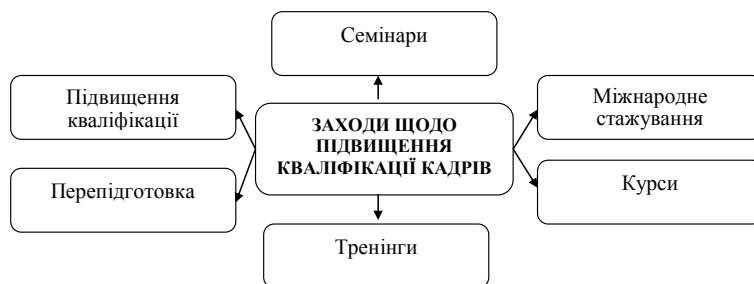 Семінари
Підвищення
кваліфікації
ЗАХОДИ ЩОДО
ПІДВИЩЕННЯ
КВАЛІФІКАЦІЇ КАДРІВ
Міжнародне
стажування
Перепідготовка
Курси
Тренінги